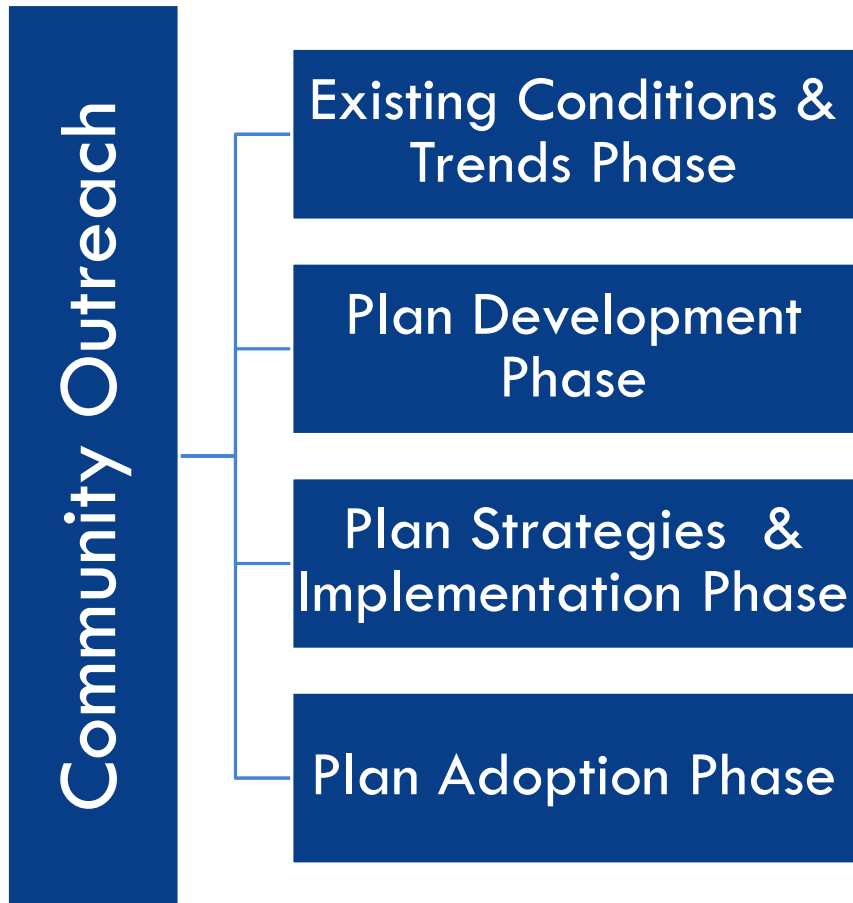 Community Outreach
Existing Conditions &
Trends Phase
Plan Development
Phase
Plan Strategies  &
Implementation Phase
Plan Adoption Phase